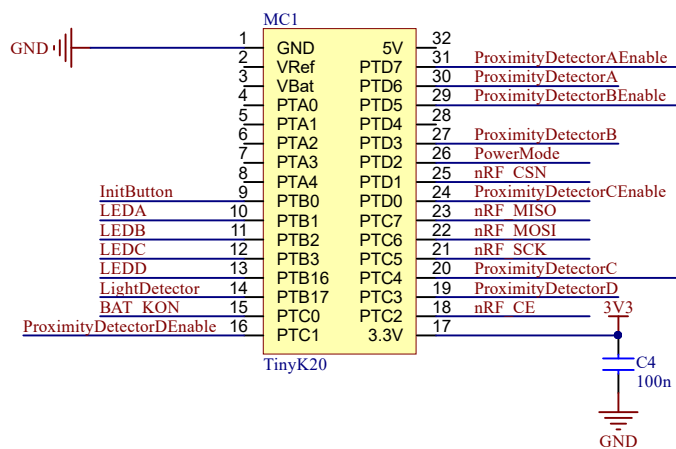 MC1
GND
1 GND 5V 32
2 VRef PTD7 31 ProximityDetectorAEnable
3 VBat PTD6 30 ProximityDetectorA
4 PTA0 PTD5 29 ProximityDetectorBEnable
5 PTA1 PTD4 28
6 PTA2 PTD3 27 ProximityDetectorB
7 PTA3 PTD2 26 PowerMode
8 PTA4 PTD1 25 nRF_CSN
InitButton 9 PTB0 PTD0 24 ProximityDetectorCEnable
LEDA 10 PTB1 PTC7 23 nRF_MISO
LEDB 11 PTB2 PTC6 22 nRF_MOSI
LEDC 12 PTB3 PTC5 21 nRF_SCK
LEDD 13 PTB16 PTC4 20 ProximityDetectorC
LightDetector 14 PTB17 PTC3 19 ProximityDetectorD
BAT_KON 15 PTC0 PTC2 18 nRF_CE
ProximityDetectorDEnable 16 PTC1 3.3V 17
3V3
TinyK20
C4
100n
GND